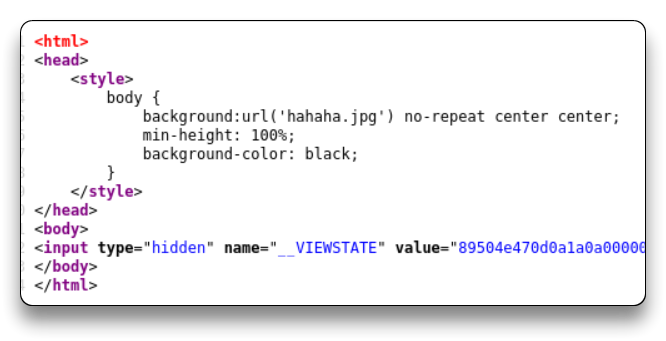 <html>
<head>
<style>
body {
background:url('hahaha.jpg') no-repeat center center;
min-height: 100%;
background-color: black;
}
</style>
</head>
<body>
<input type="hidden" name="__VIEWSTATE" value="89504e470d0a1a0a00000
</body>
</html>